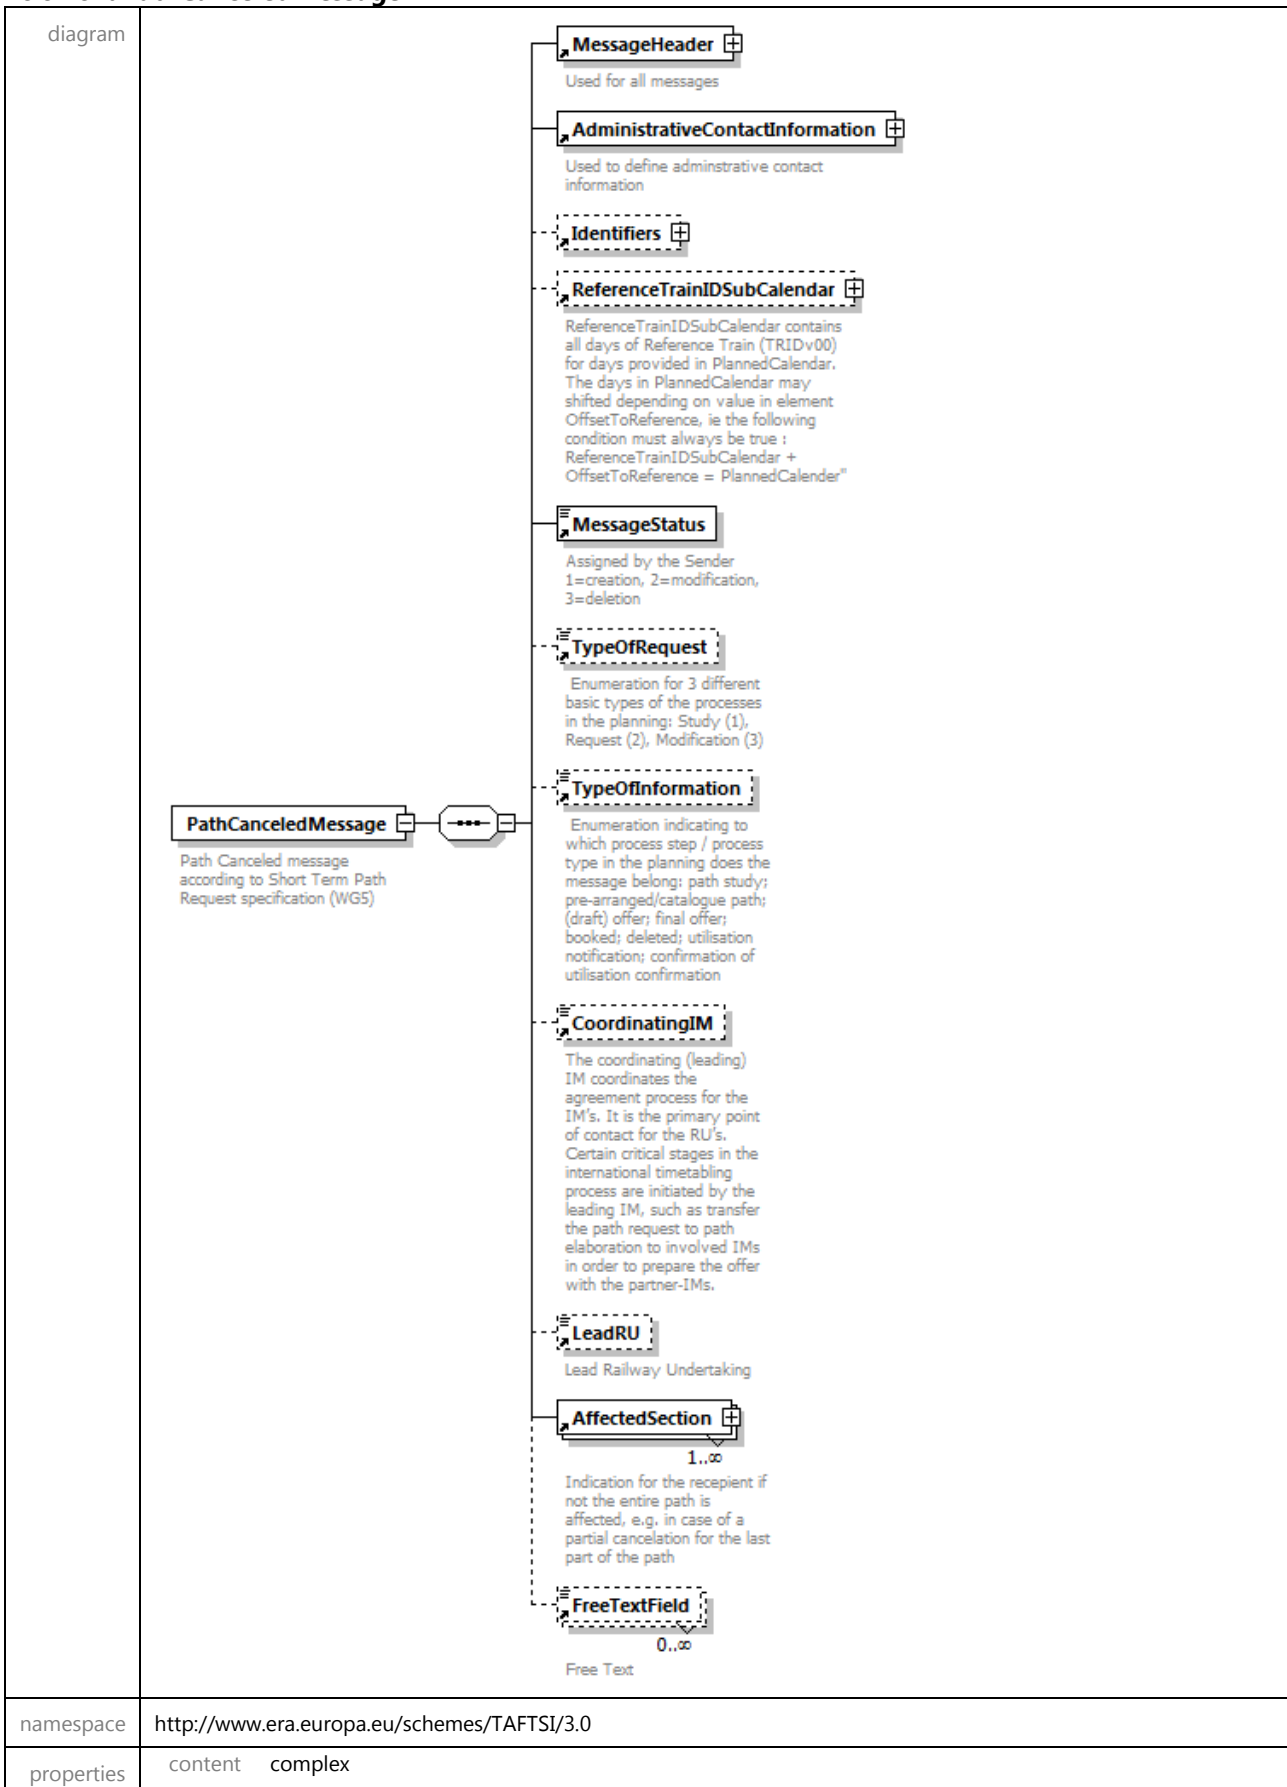 diagram
MessageHeader
Used for all messages
AdministrativeContactInformation
Used to define adminstrative contact
information
Identifiers
ReferenceTrainIDSubCalendar
ReferenceTrainIDSubCalendar contains
all days of Reference Train (TRIDv00)
for days provided in PlannedCalendar.
The days in PlannedCalendar may
shifted depending on value in element
OffsetToReference, ie the following
condition must always be true :
ReferenceTrainIDSubCalendar +
OffsetToReference = PlannedCalender"
MessageStatus
Assigned by the Sender
1=creation, 2=modification,
3=deletion
TypeOfRequest
Enumeration for 3 different
basic types of the processes
in the planning: Study (1),
Request (2), Modification (3)
TypeOfInformation
Enumeration indicating to
which process step / process
type in the planning does the
message belong: path study;
pre-arranged/catalogue path;
(draft) offer; final offer;
booked; deleted; utilisation
notification; confirmation of
utilisation confirmation
PathCanceledMessage
Path Canceled message
according to Short Term Path
Request specification (WG5)
CoordinatingIM
The coordinating (leading)
IM coordinates the
agreement process for the
IM's. It is the primary point
of contact for the RU's.
Certain critical stages in the
international timetabling
process are initiated by the
leading IM, such as transfer
the path request to path
elaboration to involved IMs
in order to prepare the offer
with the partner-IMs.
LeadRU
Lead Railway Undertaking
AffectedSection
1..∞
Indication for the recepient if
not the entire path is
affected, e.g. in case of a
partial cancelation for the last
part of the path
FreeTextField
0..∞
Free Text
namespace http://www.era.europa.eu/schemes/TAFTSI/3.0
properties content complex